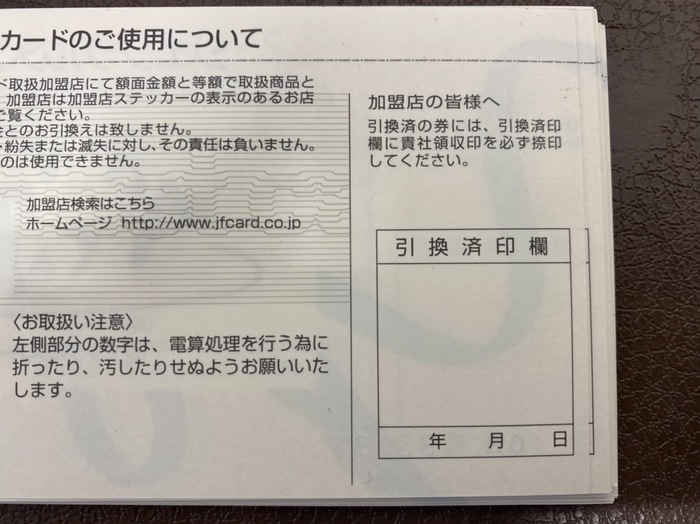 カードのご使用について
ド取扱加盟店にて額面金額と等額で取扱商品と
加盟店は加盟店ステッカーの表示のあるお店
ご覧ください。
金とのお引換えは致しません。
・紛失または滅失に対し、その責任は負いません。
のは使用できません。
加盟店検索はこちら
ホームページ http://www.jfcard.co.jp
〈お取扱い注意〉
左側部分の数字は、電算処理を行う為に
折ったり、汚したりせぬようお願いいた
します。
加盟店の皆様へ
引換済の券には、引換済印
欄に貴社領収印を必ず捺印
してください。
引換済印欄
年 月 日